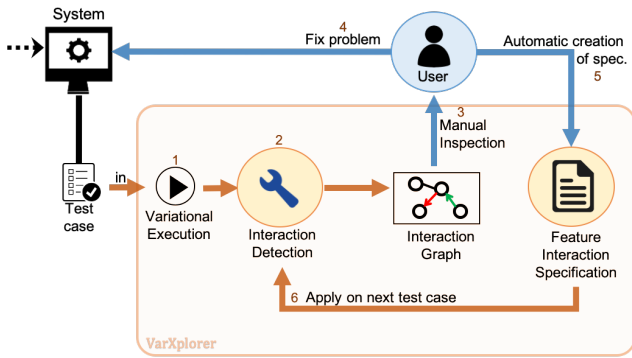 System
4
Fix problem
User
Automatic creation
of spec.
5
3
Manual
Inspection
in
1
2
Test
case
Variational
Execution
Interaction
Detection
Interaction
Graph
Feature
Interaction
Specification
6 Apply on next test case
VarXplorer